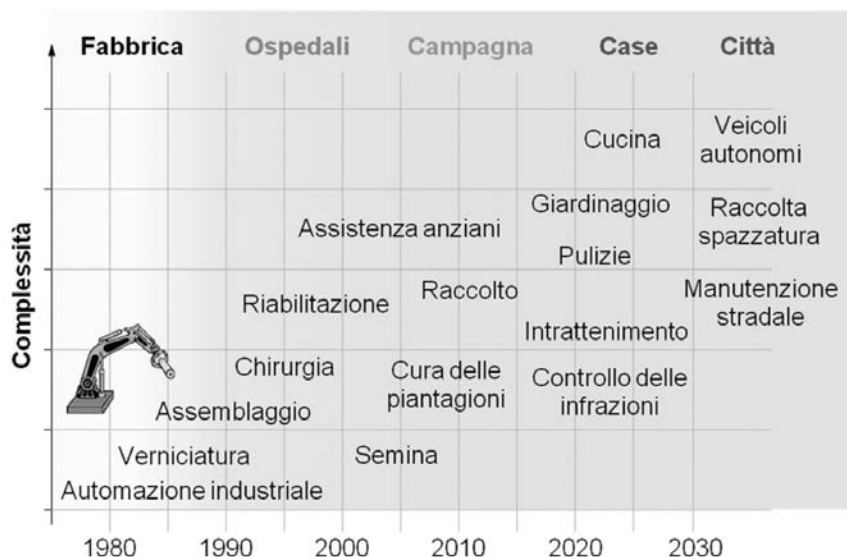 Fabbrica Ospedali Campagna Case Città
Complessità
Cucina
Veicoli
autonomi
Giardinaggio
Raccolta
spazzatura
Assistenza anziani
Pulizie
Riabilitazione
Raccolto
Manutenzione
stradale
Intrattenimento
Chirurgia
Cura delle
piantagioni
Controllo delle
infrazioni
Assemblaggio
Verniciatura
Semina
Automazione industriale
1980 1990 2000 2010 2020 2030